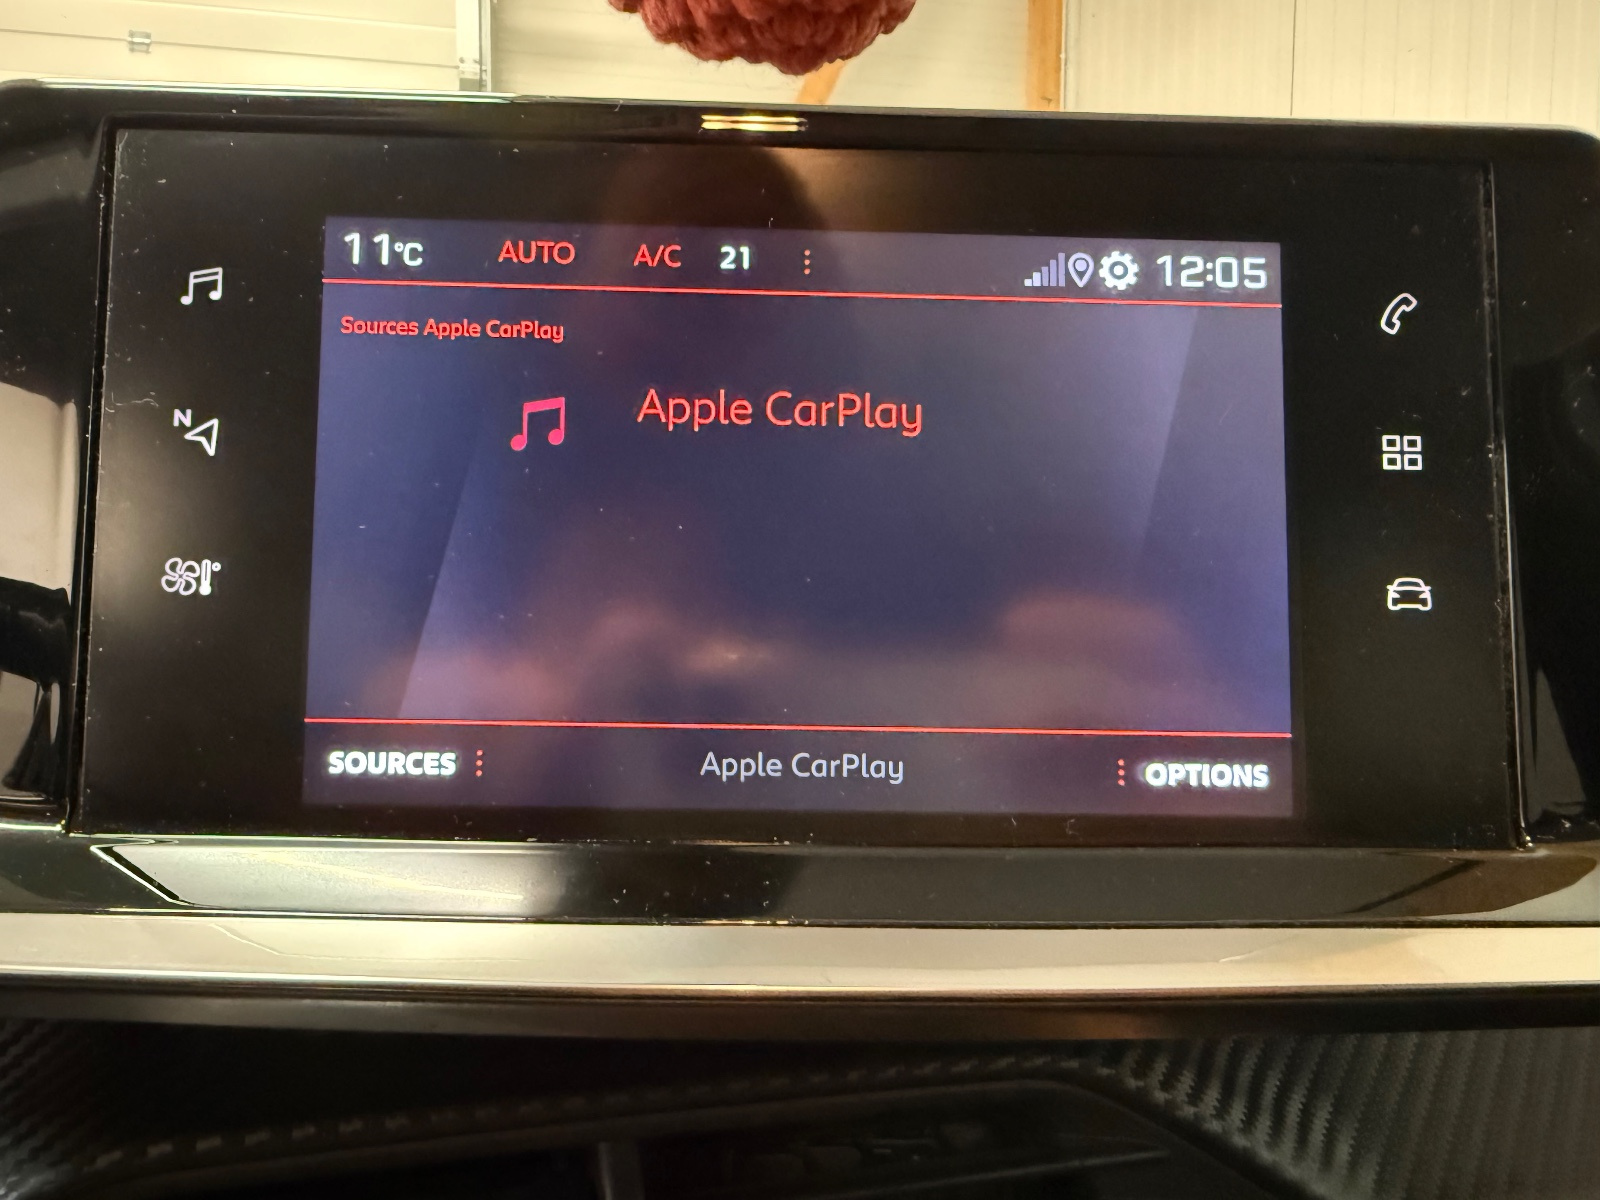 11°C AUTO A/C 21 12:05
Sources Apple CarPlay
Apple CarPlay
N
SOURCES Apple CarPlay OPTIONS